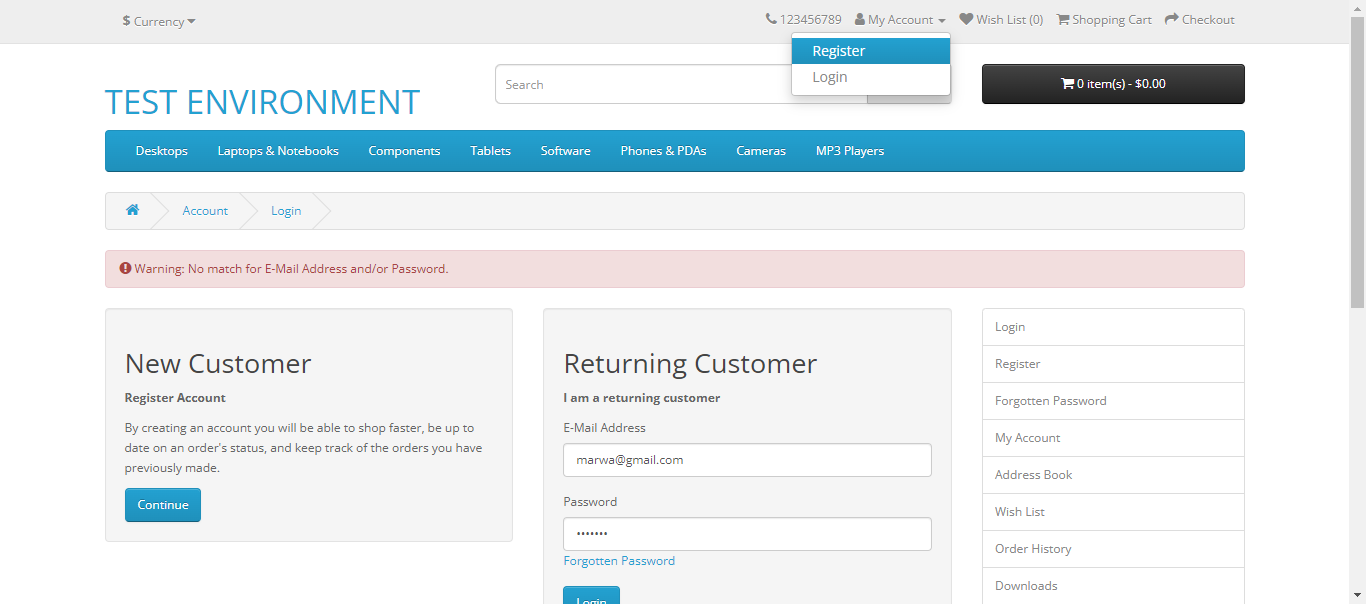 $ Currency
123456789 My Account Wish List (0) Shopping Cart Checkout
Register
Login
TEST ENVIRONMENT
Search
0 item(s) - $0.00
Desktops Laptops & Notebooks Components Tablets Software Phones & PDAs Cameras MP3 Players
Account Login
Warning: No match for E-Mail Address and/or Password.
New Customer
Register Account
By creating an account you will be able to shop faster, be up to
date on an order's status, and keep track of the orders you have
previously made.
Continue
Returning Customer
I am a returning customer
E-Mail Address
marwa@gmail.com
Password
•••••••
Forgotten Password
Login
Login
Register
Forgotten Password
My Account
Address Book
Wish List
Order History
Downloads